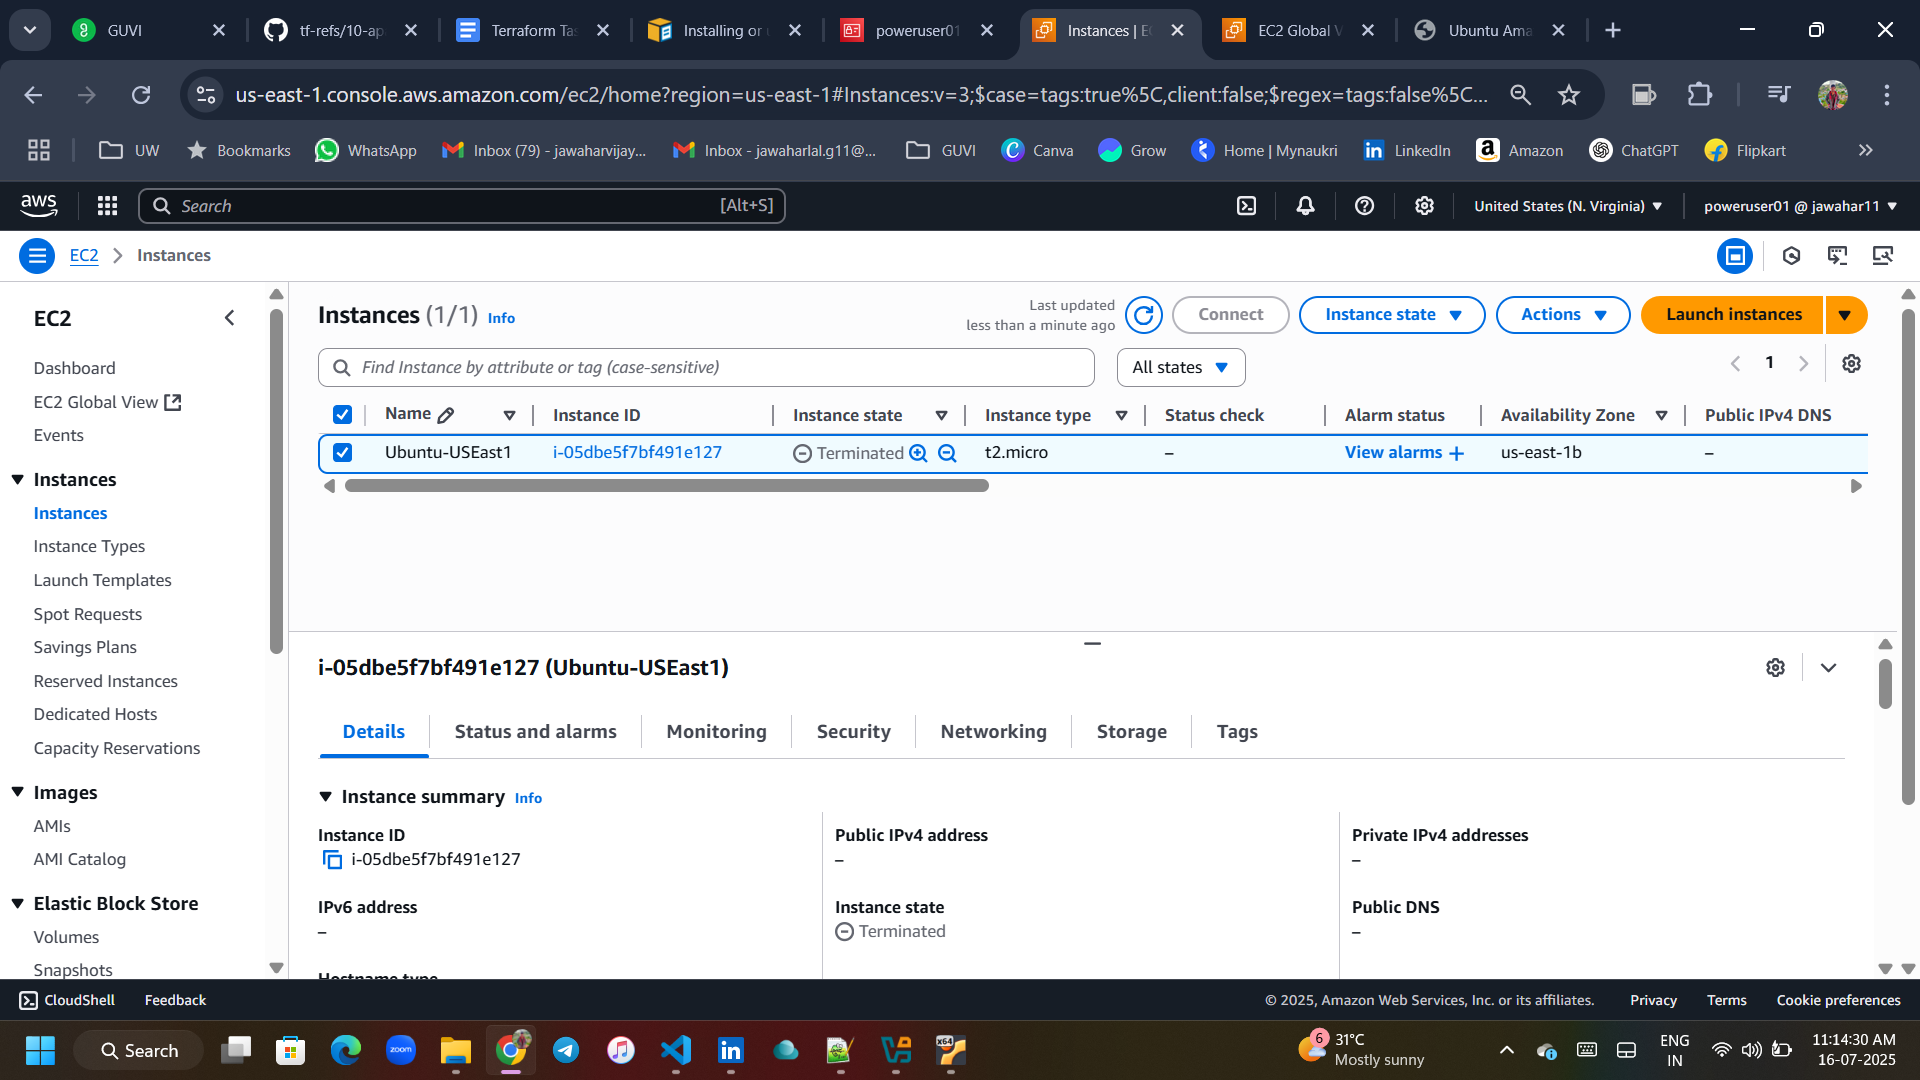 GUVI
tf-refs/10-ap
Terraform Tas
Installing or
poweruser01
Instances | E
EC2 Global V
Ubuntu Ama
us-east-1.console.aws.amazon.com/ec2/home?region=us-east-1#Instances:v=3;$case=tags:true%5C,client:false;$regex=tags:false%5C...
UW
Bookmarks
WhatsApp
Inbox (79) - jawaharvijay...
Inbox - jawaharlal.g11@...
GUVI
Canva
Grow
Home | Mynaukri
LinkedIn
Amazon
ChatGPT
Flipkart
aws
Search
[Alt+S]
United States (N. Virginia)
poweruser01 @ jawahar11
EC2
Instances
EC2
Dashboard
EC2 Global View
Events
Instances
Instances
Instance Types
Launch Templates
Spot Requests
Savings Plans
Reserved Instances
Dedicated Hosts
Capacity Reservations
Images
AMIs
AMI Catalog
Elastic Block Store
Volumes
Snapshots
Instances (1/1) Info
Last updated
less than a minute ago
Connect
Instance state
Actions
Launch instances
Find Instance by attribute or tag (case-sensitive)
All states
1
Name Instance ID Instance state Instance type Status check Alarm status Availability Zone Public IPv4 DNS
Ubuntu-USEast1 i-05dbe5f7bf491e127 Terminated t2.micro – View alarms + us-east-1b –
i-05dbe5f7bf491e127 (Ubuntu-USEast1)
Details
Status and alarms
Monitoring
Security
Networking
Storage
Tags
Instance summary Info
Instance ID
i-05dbe5f7bf491e127
Public IPv4 address
–
Private IPv4 addresses
–
IPv6 address
–
Instance state
Terminated
Public DNS
–
Hostname type
CloudShell
Feedback
© 2025, Amazon Web Services, Inc. or its affiliates.
Privacy
Terms
Cookie preferences
Search
zoom
x64
6
31°C
Mostly sunny
ENG
IN
11:14:30 AM
16-07-2025